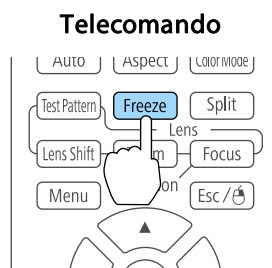 Telecomando
Auto Aspect Color Mode
Test Pattern Freeze Split
Lens
Lens Shift Focus
Menu Esc /